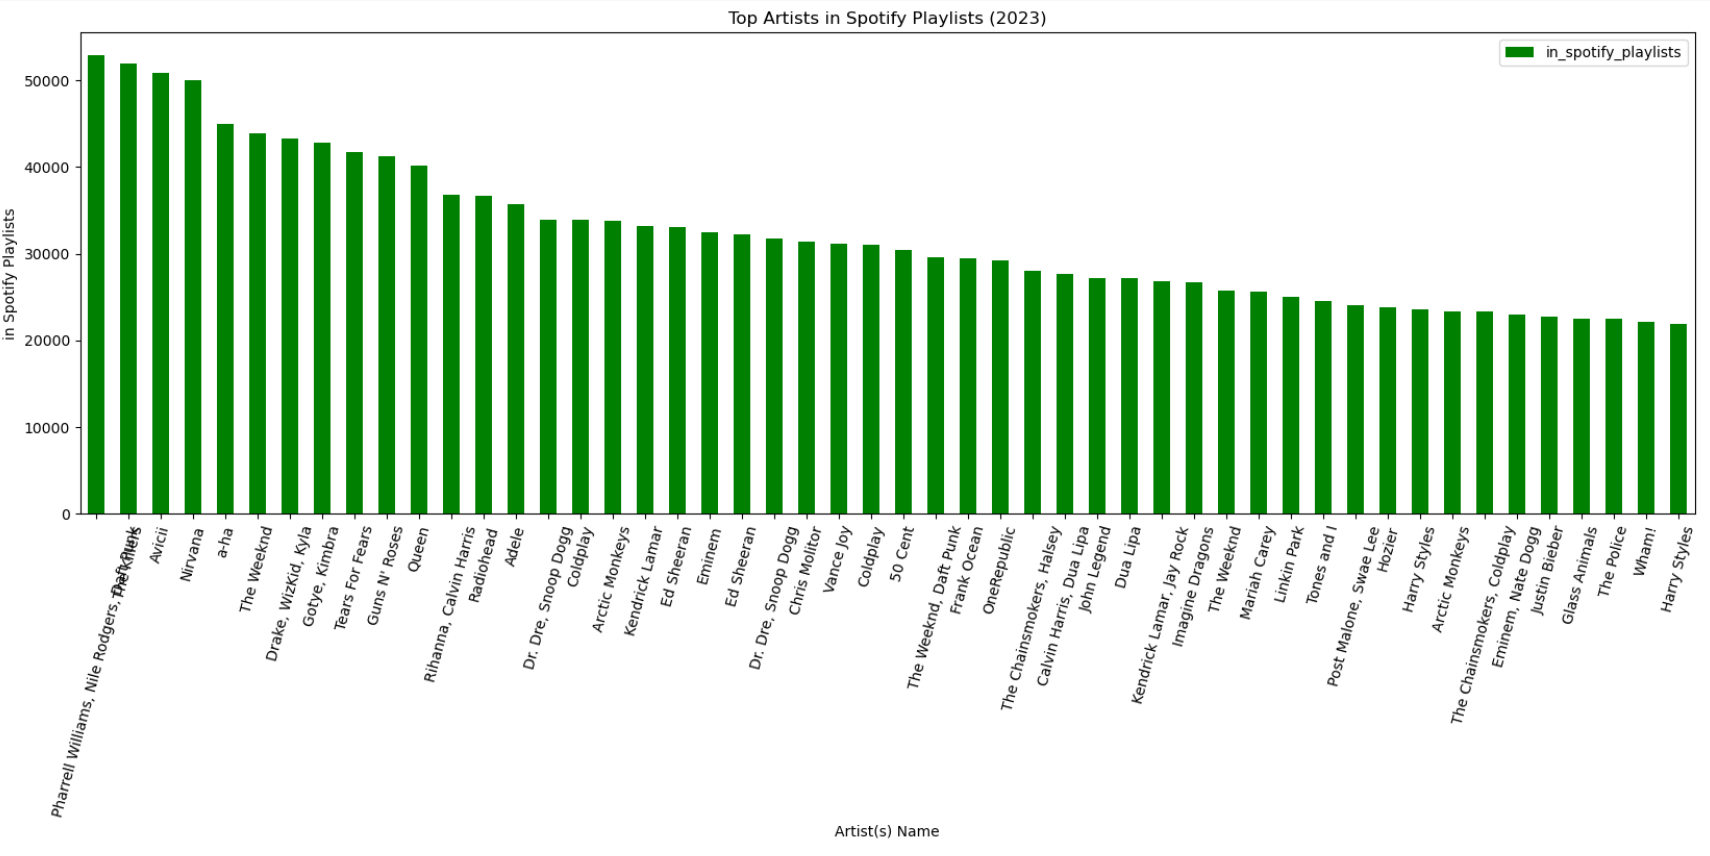 Top Artists in Spotify Playlists (2023)
in_spotify_playlists
in Spotify Playlists
50000
40000
30000
20000
10000
0
Pharrell Williams, Nile Rodgers, Daft Punk
The Killers
Avicii
Nirvana
a-ha
The Weeknd
Drake, WizKid, Kyla
Gotye, Kimbra
Tears For Fears
Guns N' Roses
Queen
Rihanna, Calvin Harris
Radiohead
Adele
Dr. Dre, Snoop Dogg
Coldplay
Arctic Monkeys
Kendrick Lamar
Ed Sheeran
Eminem
Ed Sheeran
Dr. Dre, Snoop Dogg
Chris Molitor
Vance Joy
Coldplay
50 Cent
The Weeknd, Daft Punk
Frank Ocean
OneRepublic
The Chainsmokers, Halsey
Calvin Harris, Dua Lipa
John Legend
Dua Lipa
Kendrick Lamar, Jay Rock
Imagine Dragons
The Weeknd
Mariah Carey
Linkin Park
Tones and I
Post Malone, Swae Lee
Hozier
Harry Styles
Arctic Monkeys
The Chainsmokers, Coldplay
Eminem, Nate Dogg
Justin Bieber
Glass Animals
The Police
Wham!
Harry Styles
Artist(s) Name